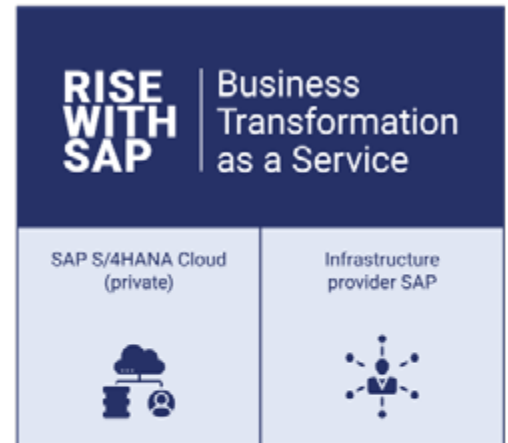 RISE
WITH
SAP
Business
Transformation
as a Service
SAP S/4HANA Cloud
(private)
Infrastructure
provider SAP